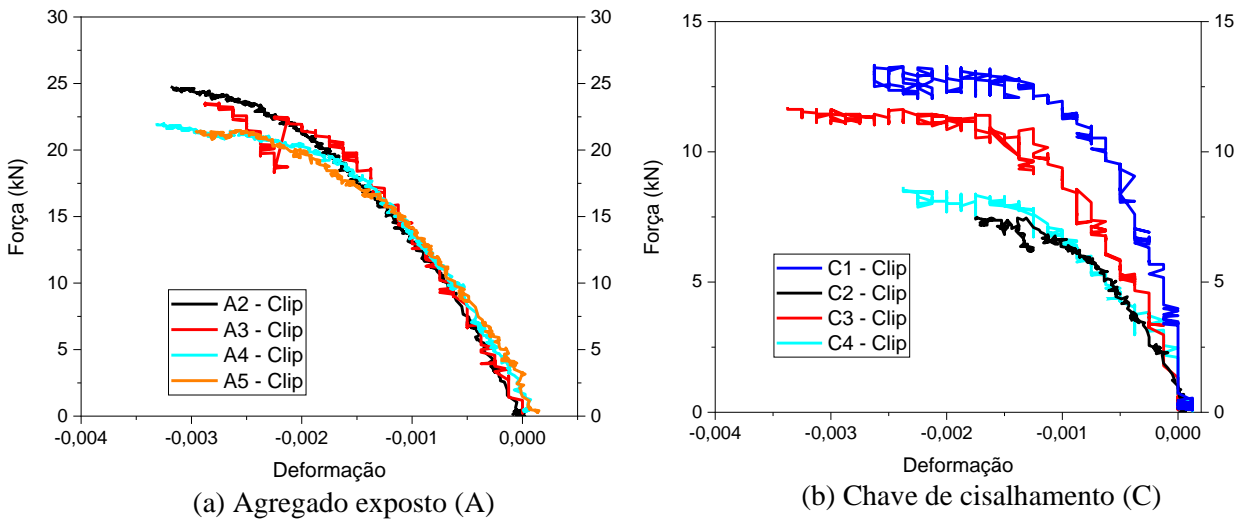 30
30
25
25
20
20
15
15
10
10
5
5
0
0
-0,004
-0,003
-0,002
-0,001
0,000
Força (kN)
Deformação
A2 - Clip
A3 - Clip
A4 - Clip
A5 - Clip
(a) Agregado exposto (A)
15
15
10
10
5
5
0
0
-0,004
-0,003
-0,002
-0,001
0,000
Força (kN)
Deformação
C1 - Clip
C2 - Clip
C3 - Clip
C4 - Clip
(b) Chave de cisalhamento (C)